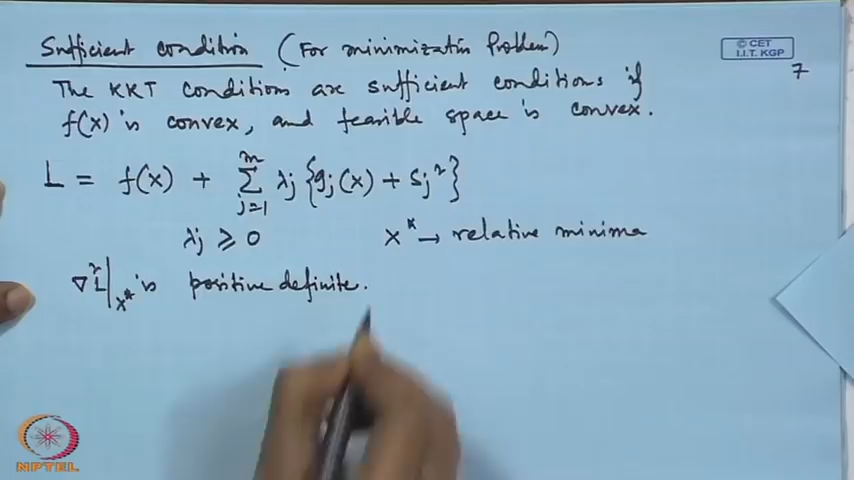 Sufficient condition (For minimization Problem)
© CET
I.I.T. KGP
7
The KKT conditions are sufficient conditions if
f(x) is convex, and feasible space is convex.
L = f(x) + ∑_{j=1}^{m} λj {gj(x) + Sj²}
λj ≥ 0 x* → relative minima
∇²L|_{x*} is positive definite.
NPTEL